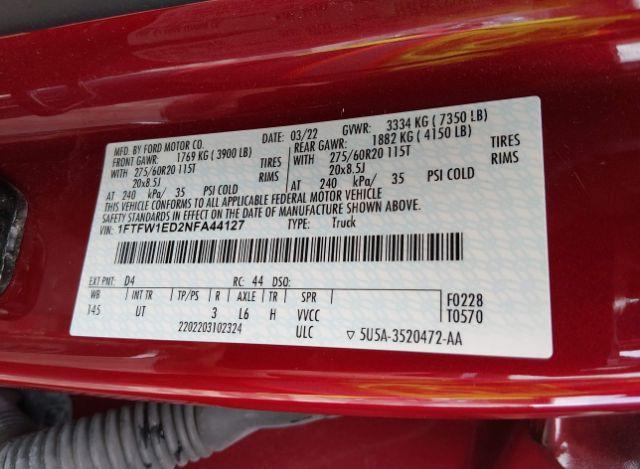 MFD. BY FORD MOTOR CO. DATE: 03/22 GVWR: 3334 KG ( 7350 LB)
FRONT GAWR: 1769 KG ( 3900 LB) REAR GAWR: 1882 KG ( 4150 LB)
WITH 275/60R20 115T TIRES WITH 275/60R20 115T TIRES
20x8.5J RIMS 20x8.5J RIMS
AT 240 kPa/ 35 PSI COLD AT 240 kPa/ 35 PSI COLD
THIS VEHICLE CONFORMS TO ALL APPLICABLE FEDERAL MOTOR VEHICLE
SAFETY STANDARDS IN EFFECT ON THE DATE OF MANUFACTURE SHOWN ABOVE.
VIN: 1FTFW1ED2NFA44127 TYPE: Truck
EXT PNT: D4 RC: 44 DSO:
WB INT TR TP/PS R AXLE TR SPR F0228
145 UT 3 L6 H VVCC T0570
2202203102324 ULC ▽ 5U5A-3520472-AA